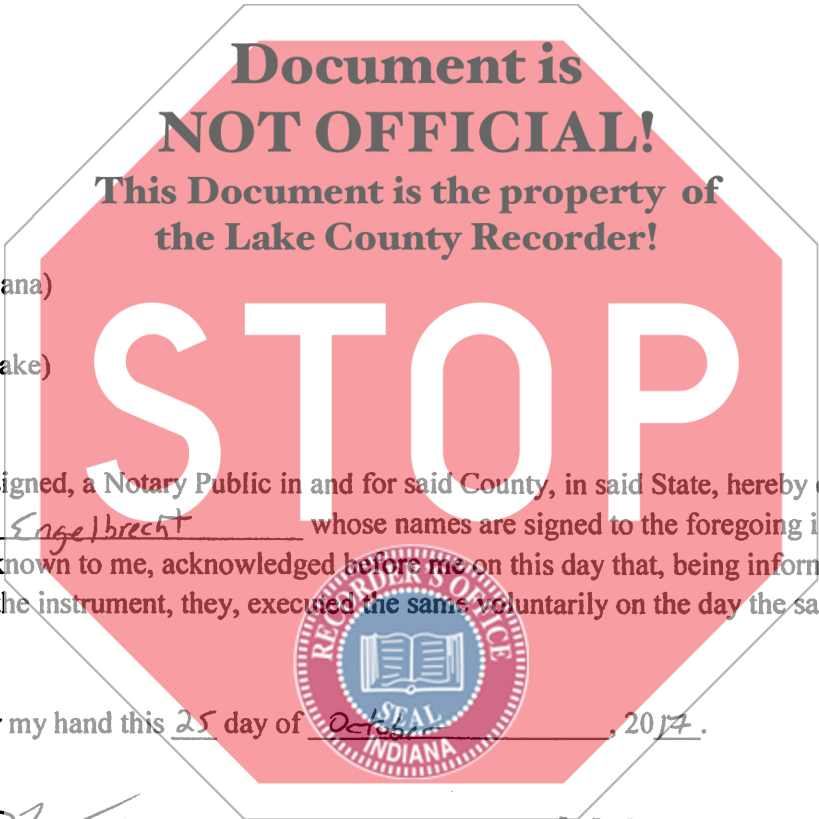 Document is
NOT OFFICIAL!
This Document is the property of
the Lake County Recorder!
ana)
STOP
ake)
igned, a Notary Public in and for said County, in said State, hereby
Engelbrecht whose names are signed to the foregoing i
nown to me, acknowledged before me on this day that, being inform
he instrument, they, executed the same voluntarily on the day the sa
RECORDER'S OFFICE
SEAL
INDIANA
my hand this 25 day of October, 2017.